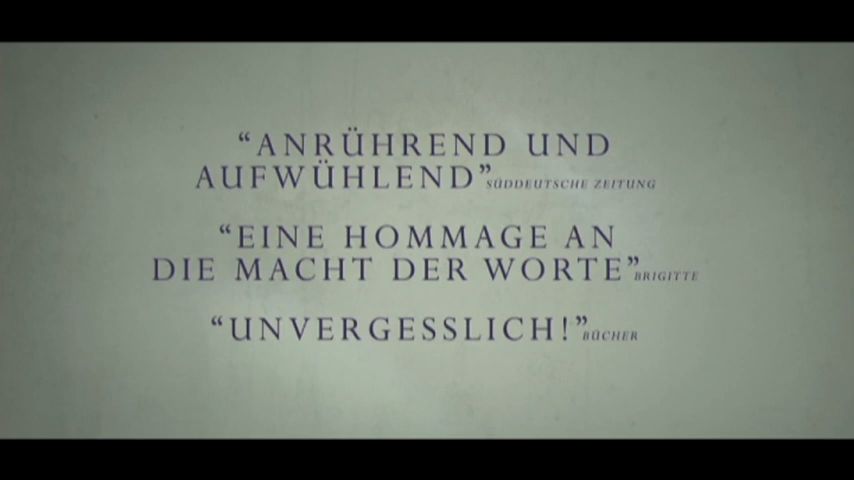 “ANRÜHREND UND
AUFWÜHLEND” SÜDDEUTSCHE ZEITUNG
“EINE HOMMAGE AN
DIE MACHT DER WORTE” BRIGITTE
“UNVERGESSLICH!” BÜCHER